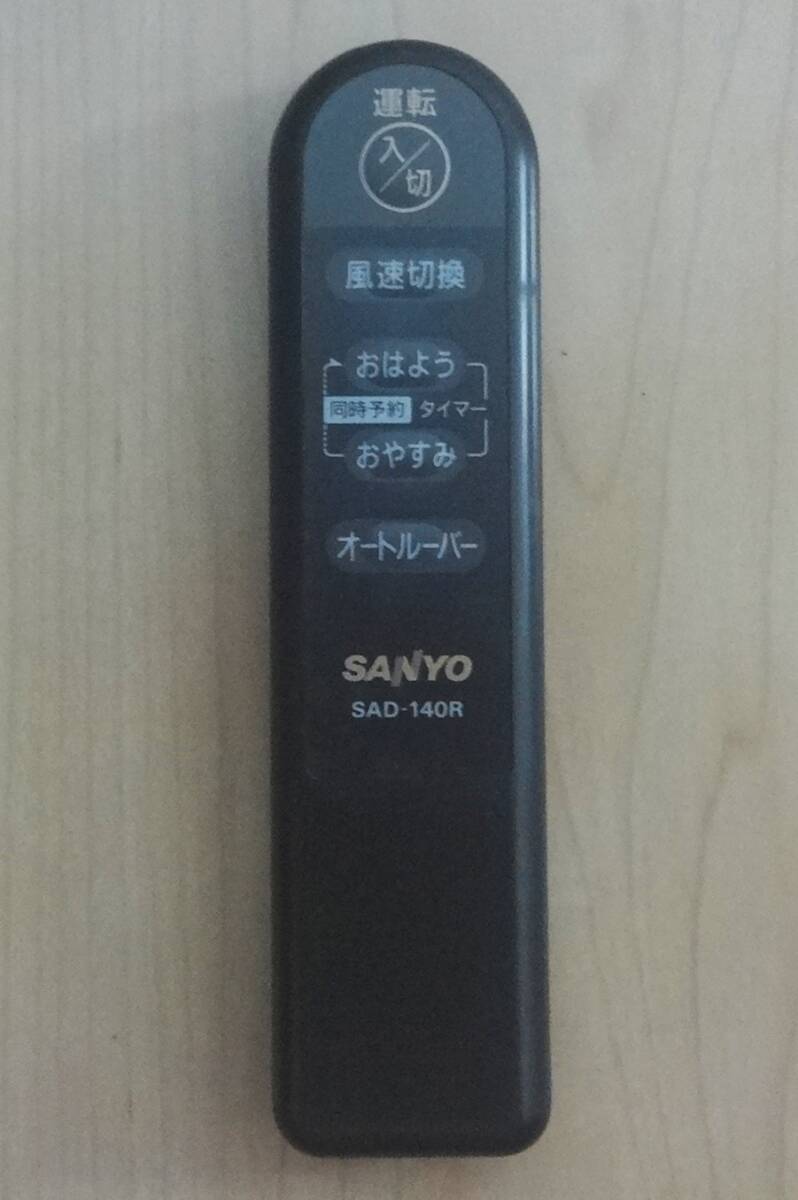 運転
入/切
風速切換
おはよう
同時予約 タイマー
おやすみ
オートルーバー
SANYO
SAD-140R